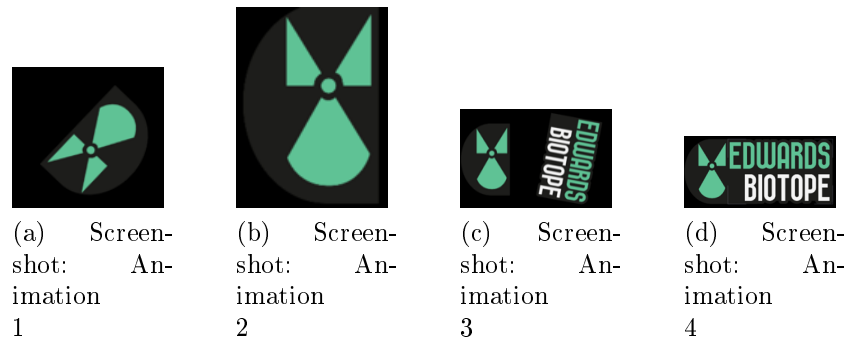 EDWARDS
BIOTOPE
EDWARDS
BIOTOPE
(a) Screen-
shot: An-
imation
1
(b) Screen-
shot: An-
imation
2
(c) Screen-
shot: An-
imation
3
(d) Screen-
shot: An-
imation
4